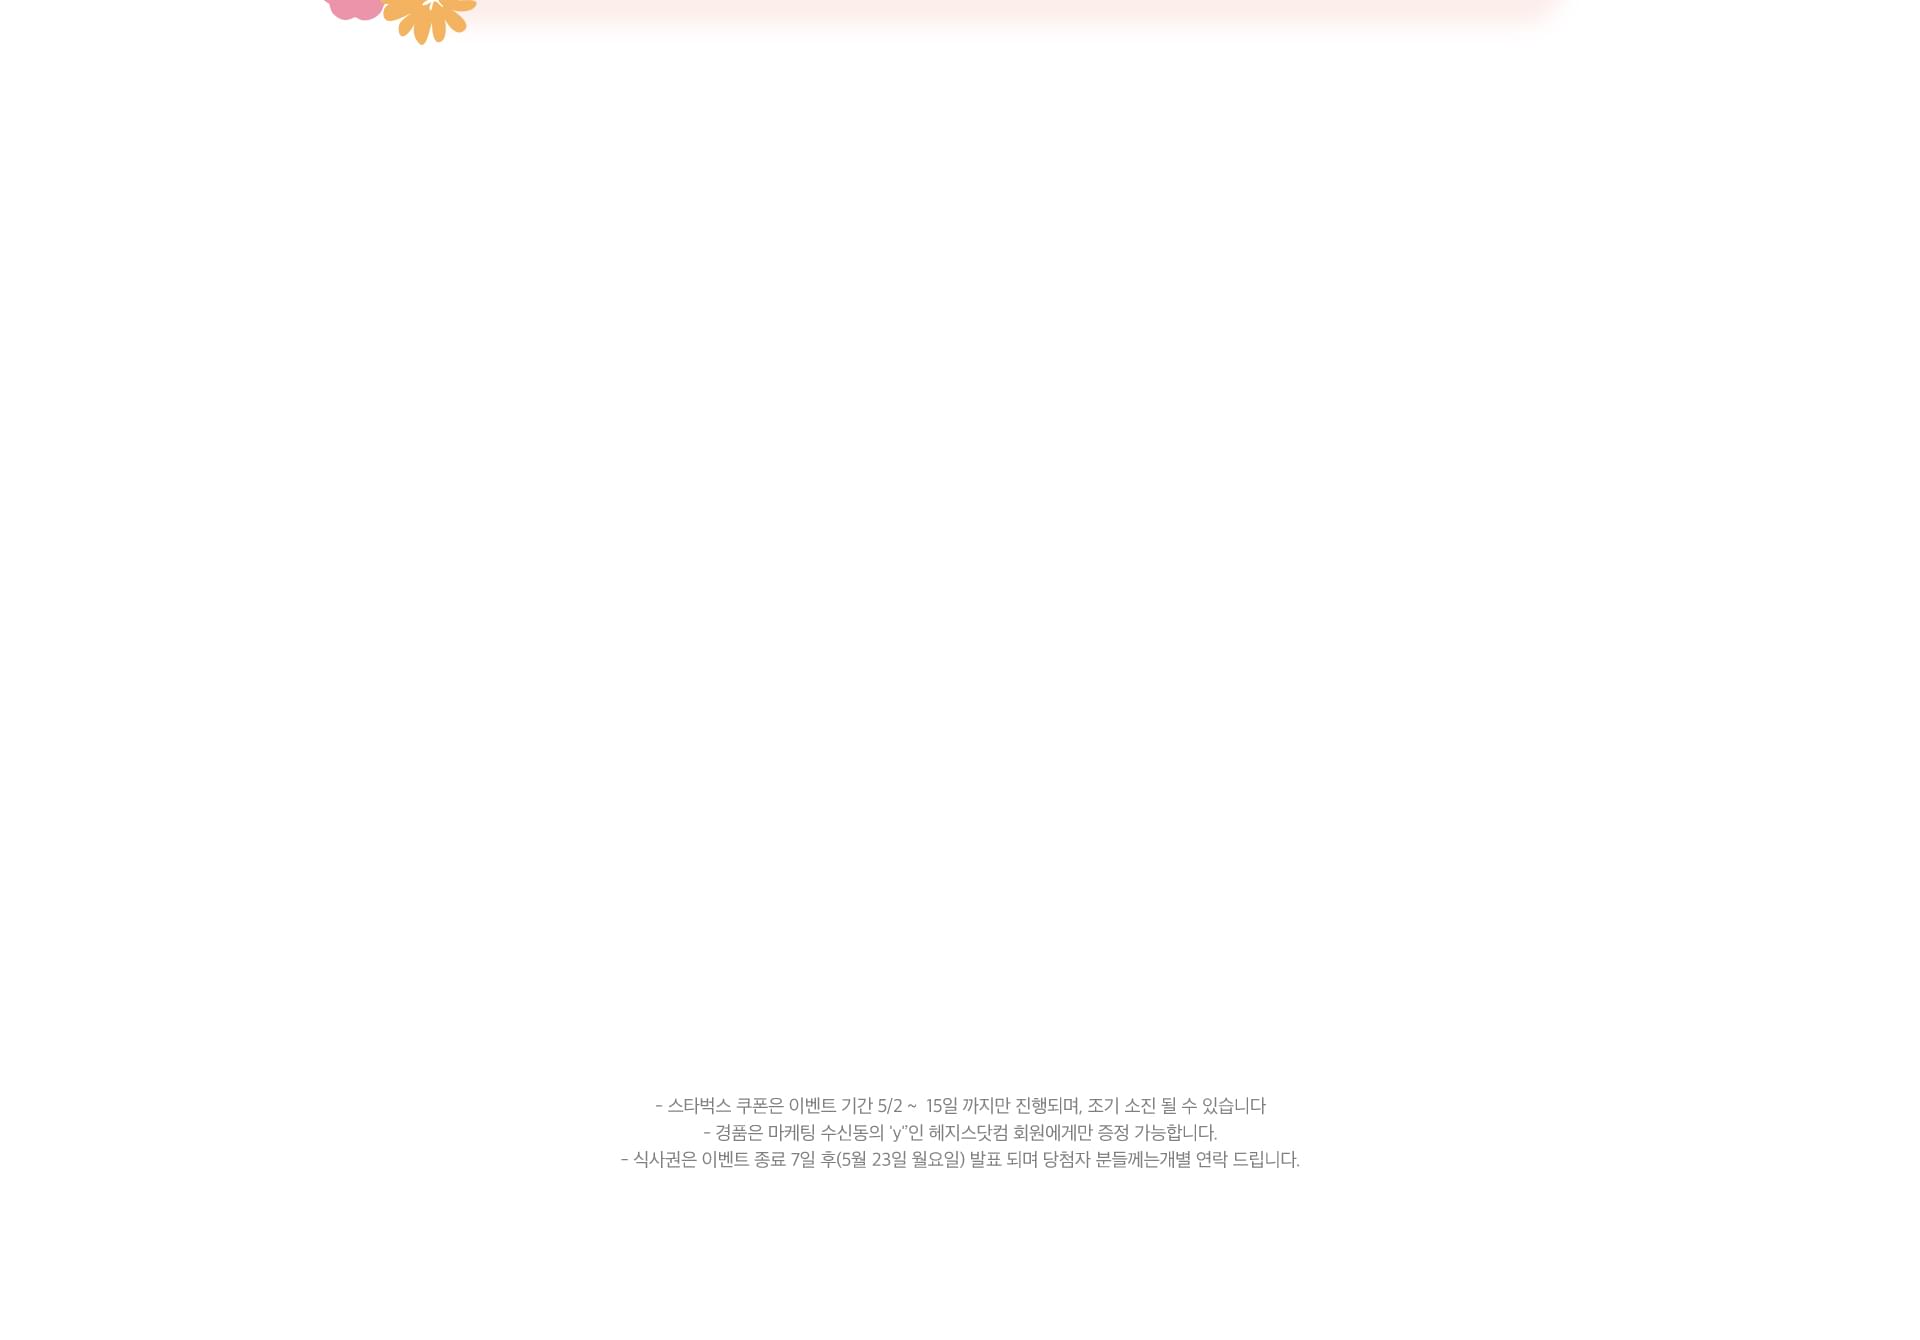 - 스타벅스 쿠폰은 이벤트 기간 5/2 ~ 15일 까지만 진행되며, 조기 소진 될 수 있습니다
- 경품은 마케팅 수신동의 ‘y’’인 헤지스닷컴 회원에게만 증정 가능합니다.
- 식사권은 이벤트 종료 7일 후(5월 23일 월요일) 발표 되며 당첨자 분들께는개별 연락 드립니다.